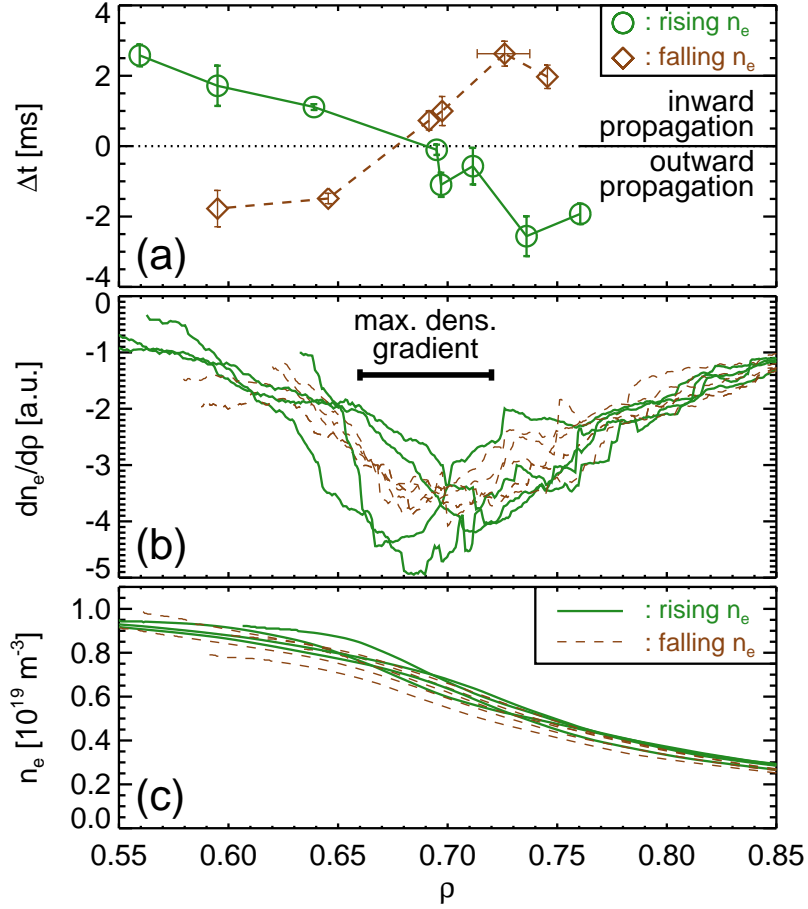 4
2
0
-2
-4
Δt [ms]
: rising nₑ
: falling nₑ
inward
propagation
outward
propagation
(a)
0
-1
-2
-3
-4
-5
dnₑ/dρ [a.u.]
max. dens.
gradient
(b)
1.0
0.8
0.6
0.4
0.2
0.0
nₑ [10¹⁹ m⁻³]
: rising nₑ
: falling nₑ
(c)
0.55 0.60 0.65 0.70 0.75 0.80 0.85
ρ